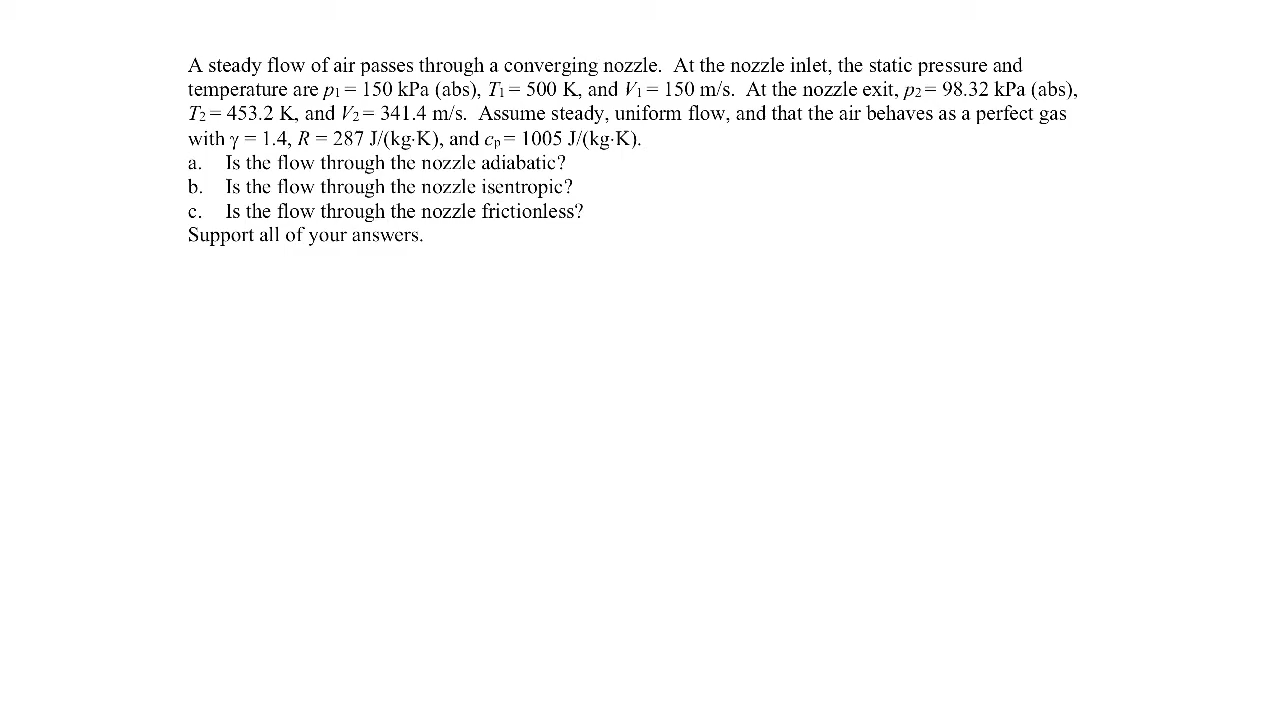 A steady flow of air passes through a converging nozzle.  At the nozzle inlet, the static pressure and
temperature are p1 = 150 kPa (abs), T1 = 500 K, and V1 = 150 m/s.  At the nozzle exit, p2 = 98.32 kPa (abs),
T2 = 453.2 K, and V2 = 341.4 m/s.  Assume steady, uniform flow, and that the air behaves as a perfect gas
with γ = 1.4, R = 287 J/(kg·K), and cp = 1005 J/(kg·K).
a. Is the flow through the nozzle adiabatic?
b. Is the flow through the nozzle isentropic?
c. Is the flow through the nozzle frictionless?
Support all of your answers.